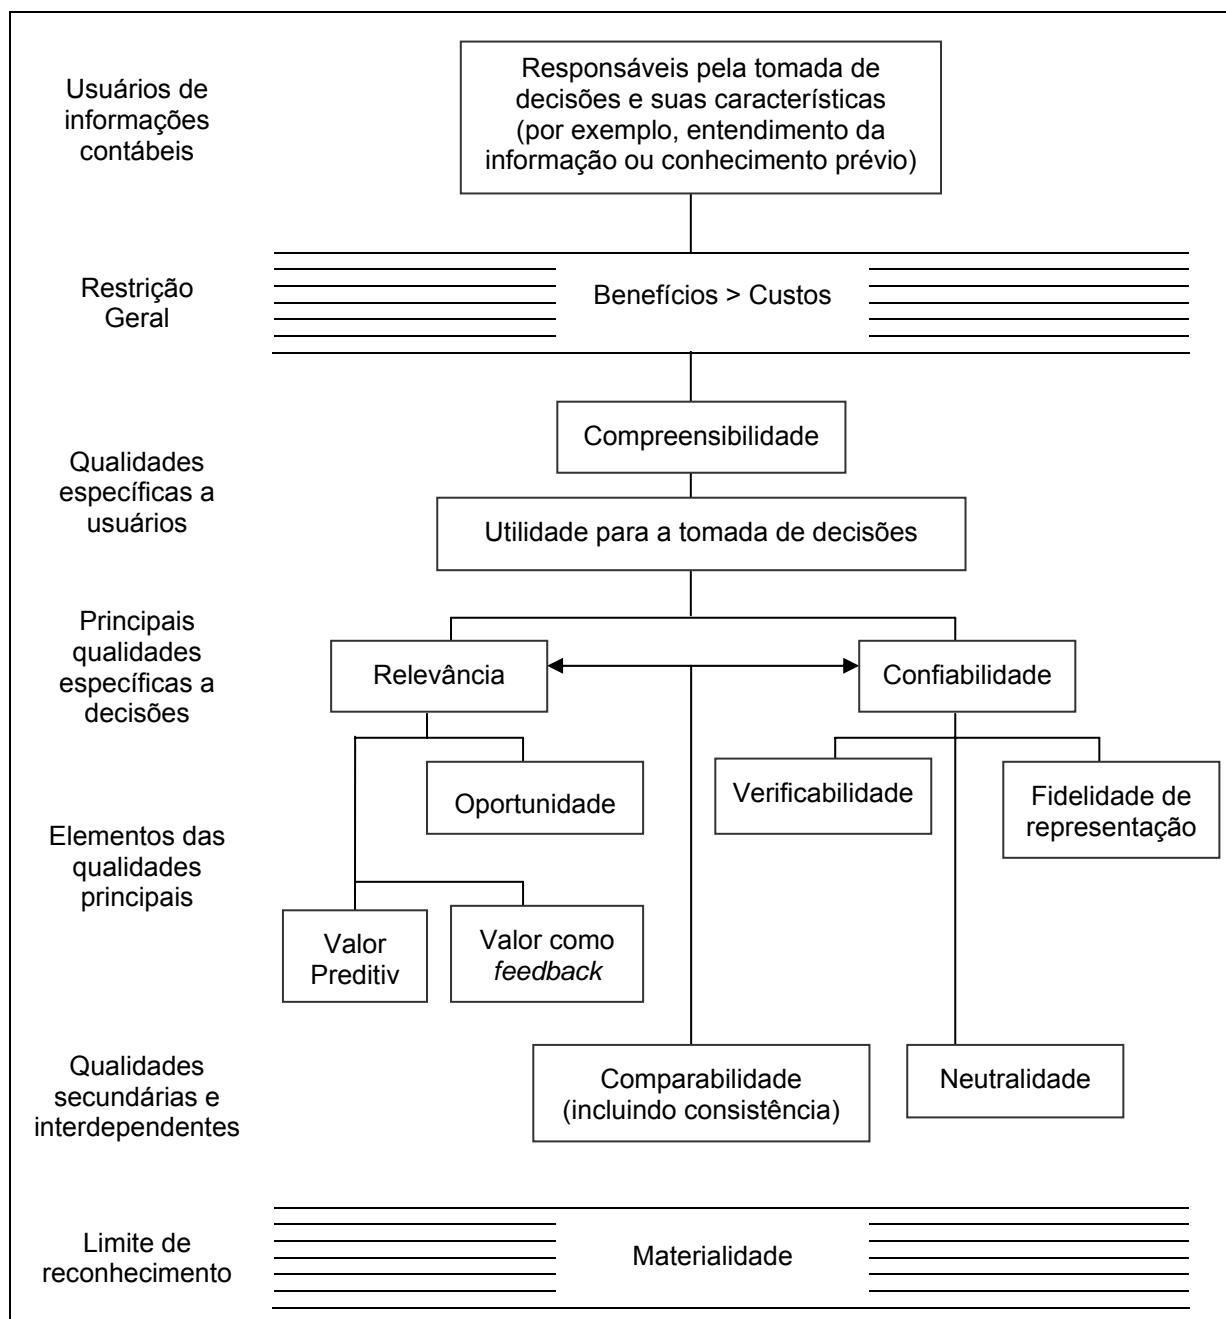 Usuários de
informações
contábeis
Responsáveis pela tomada de
decisões e suas características
(por exemplo, entendimento da
informação ou conhecimento prévio)
Restrição
Geral
Benefícios > Custos
Qualidades
específicas a
usuários
Compreensibilidade
Utilidade para a tomada de decisões
Principais
qualidades
específicas a
decisões
Relevância
Confiabilidade
Elementos das
qualidades
principais
Oportunidade
Verificabilidade
Fidelidade de
representação
Valor
Preditiv
Valor como
feedback
Qualidades
secundárias e
interdependentes
Comparabilidade
(incluindo consistência)
Neutralidade
Limite de
reconhecimento
Materialidade